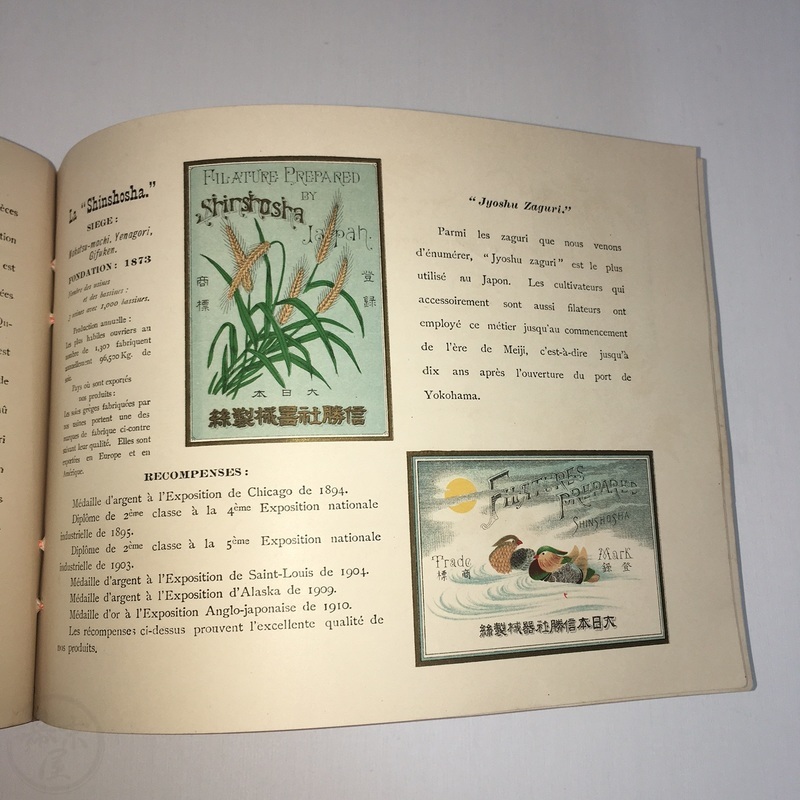 èces
tion
est
La "Shinshosha."
SIEGE:
Nakatsu-machi. Yenagori,
Gifuken.
FONDATION: 1873
Nombre des usines
et des bassines:
3 usines avec 1,000 bassines.
Production annuelle:
Les plus habiles ouvriers au
nombre de 1,300 fabriquent
annuellement 96,500 Kg. de
soie.
Pays où sont exportés
nos produits:
Les soies grèges fabriquées par
nos usines portent une des
marques de fabrique ci-contre
suivant leur qualité. Elles sont
exportées en Europe et en
Amérique.
FILATURE PREPARED
BY
Shinshosha
Japan.
商標
登録
大日本
信勝社器械製絲
RECOMPENSES:
Médaille d'argent à l'Exposition de Chicago de 1894.
Diplôme de 2ème classe à la 4ème Exposition nationale
industrielle de 1895.
Diplôme de 2ème classe à la 5ème Exposition nationale
industrielle de 1903.
Médaille d'argent à l'Exposition de Saint-Louis de 1904.
Médaille d'argent à l'Exposition d'Alaska de 1909.
Médaille d'or à l'Exposition Anglo-japonaise de 1910.
Les récompenses ci-dessus prouvent l'excellente qualité de
nos produits.
"Jyoshu Zaguri."
Parmi les zaguri que nous venons
d'énumérer, "Jyoshu zaguri" est le plus
utilisé au Japon. Les cultivateurs qui
accessoirement sont aussi filateurs ont
employé ce métier jusqu'au commencement
de l'ère de Meiji, c'est-à-dire jusqu'à
dix ans après l'ouverture du port de
Yokohama.
FILATURES
PREPARED
SHINSHOSHA
Trade Mark
商標 登録
大日本信勝社器械製絲